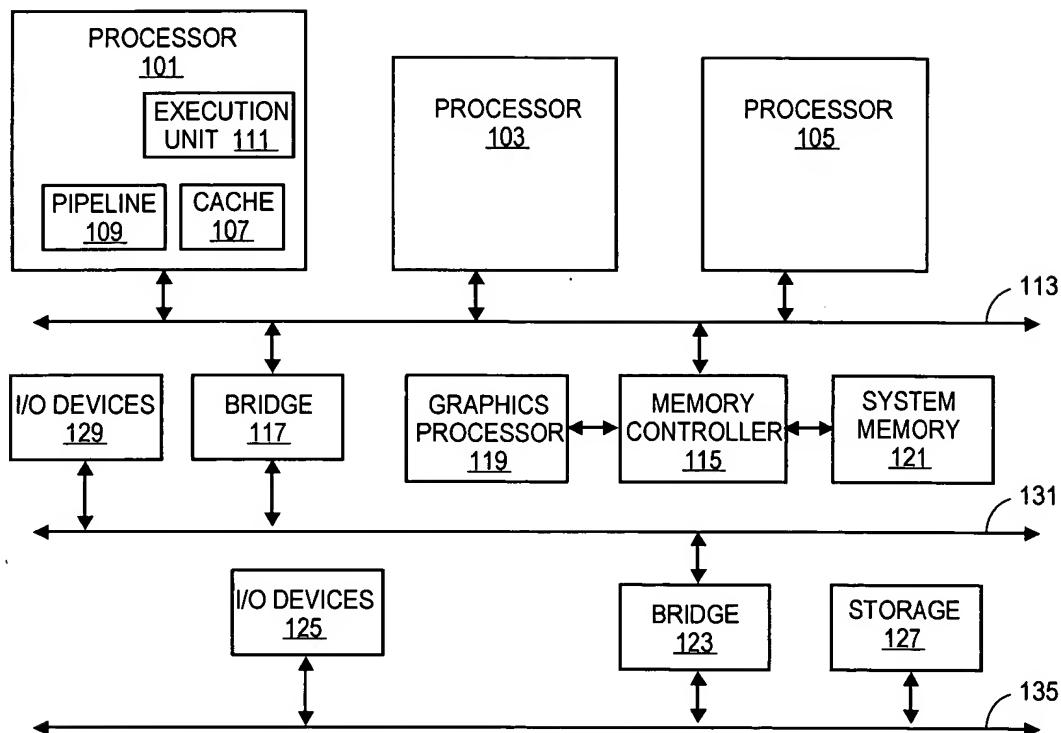 PROCESSOR
101
EXECUTION
UNIT 111
PIPELINE
109
CACHE
107
PROCESSOR
103
PROCESSOR
105
113
I/O DEVICES
129
BRIDGE
117
GRAPHICS
PROCESSOR
119
MEMORY
CONTROLLER
115
SYSTEM
MEMORY
121
131
I/O DEVICES
125
BRIDGE
123
STORAGE
127
135